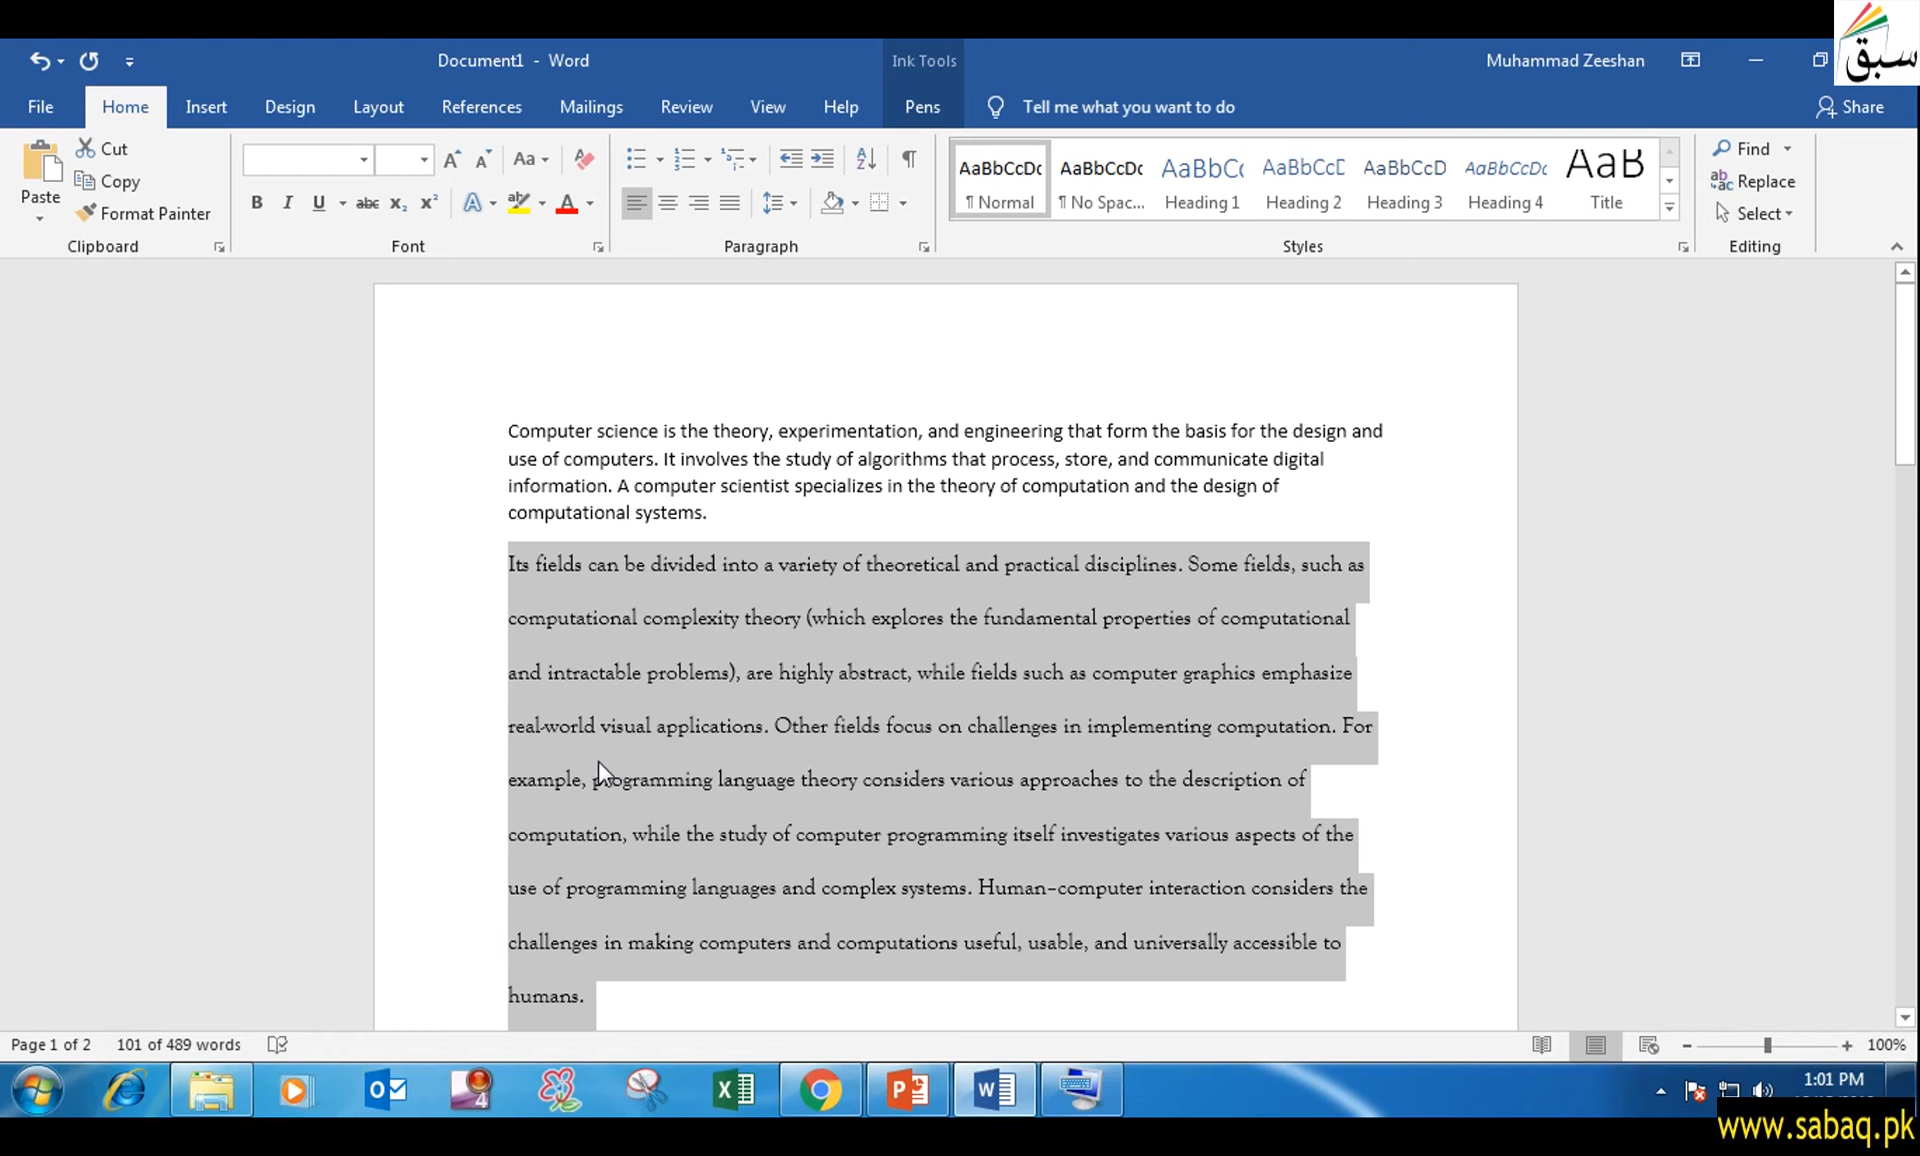 سبق
Document1 - Word
Ink Tools
Muhammad Zeeshan
File Home Insert Design Layout References Mailings Review View Help Pens Tell me what you want to do Share
Paste
Cut
Copy
Format Painter
Clipboard
Aa
B I U abc x₂ x² A ab A
Font
Paragraph
AaBbCcDc AaBbCcDc AaBbC AaBbCcC AaBbCcD AaBbCcDc AaB
¶ Normal ¶ No Spac... Heading 1 Heading 2 Heading 3 Heading 4 Title
Styles
Find
Replace
Select
Editing
Computer science is the theory, experimentation, and engineering that form the basis for the design and
use of computers. It involves the study of algorithms that process, store, and communicate digital
information. A computer scientist specializes in the theory of computation and the design of
computational systems.
Its fields can be divided into a variety of theoretical and practical disciplines. Some fields, such as
computational complexity theory (which explores the fundamental properties of computational
and intractable problems), are highly abstract, while fields such as computer graphics emphasize
real-world visual applications. Other fields focus on challenges in implementing computation. For
example, programming language theory considers various approaches to the description of
computation, while the study of computer programming itself investigates various aspects of the
use of programming languages and complex systems. Human–computer interaction considers the
challenges in making computers and computations useful, usable, and universally accessible to
humans.
Page 1 of 2 101 of 489 words 100%
1:01 PM
www.sabaq.pk